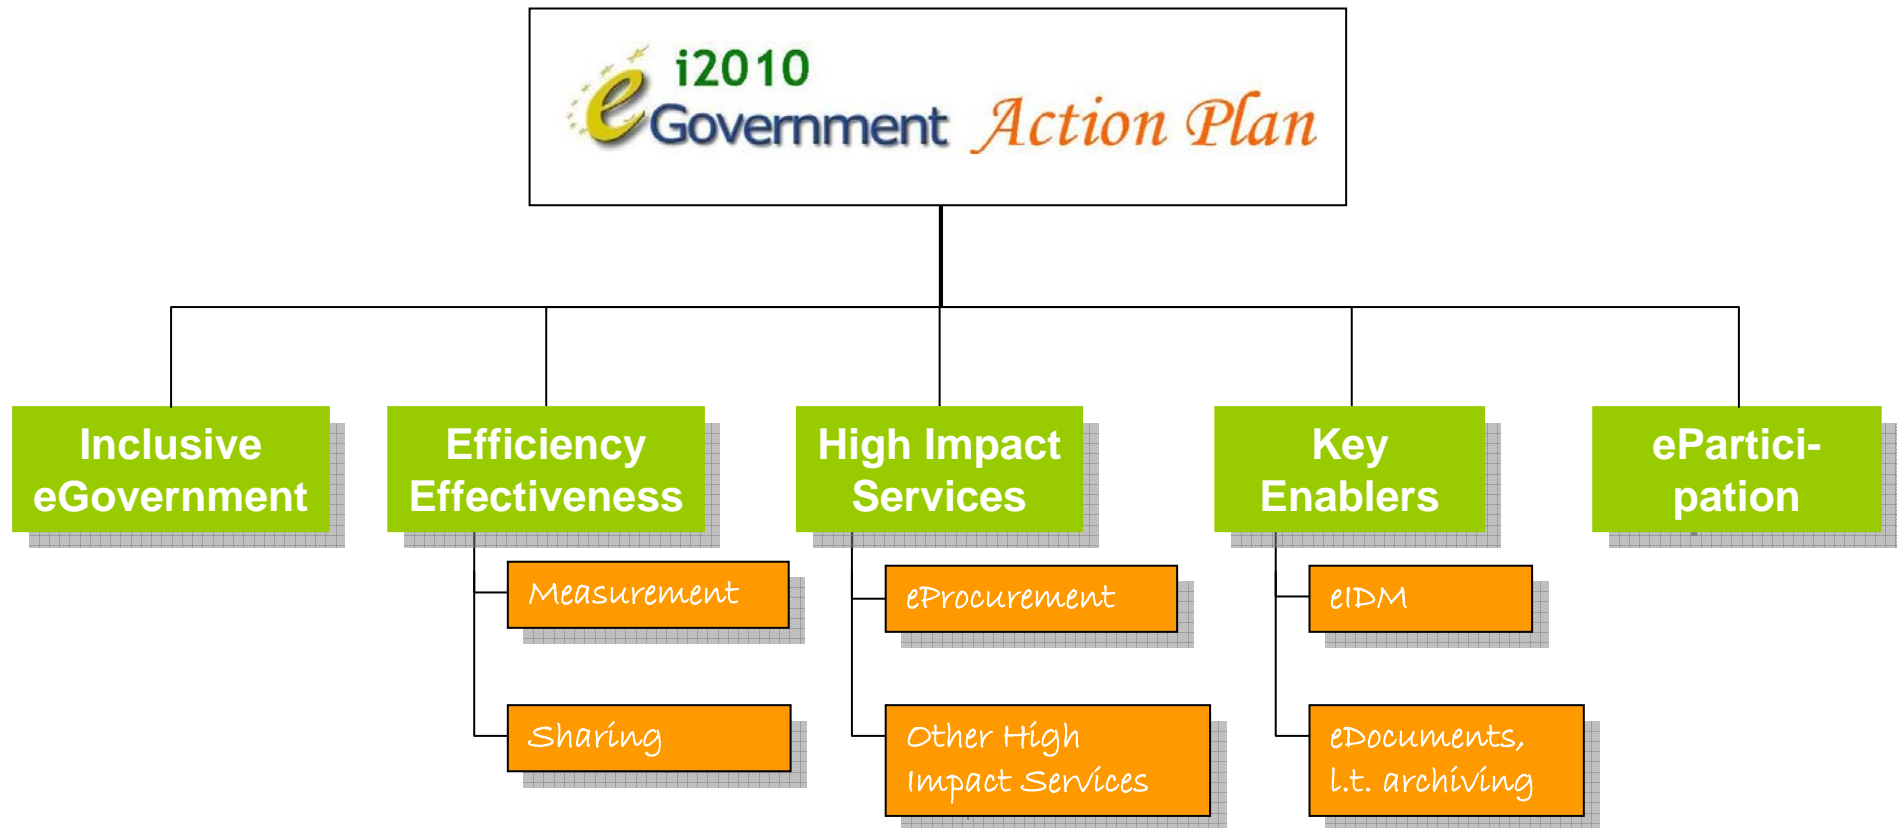 i2010
eGovernment Action Plan
Inclusive
eGovernment
Efficiency
Effectiveness
High Impact
Services
Key
Enablers
ePartici-
pation
Measurement
eProcurement
eIDM
Sharing
Other High
Impact Services
eDocuments,
l.t. archiving